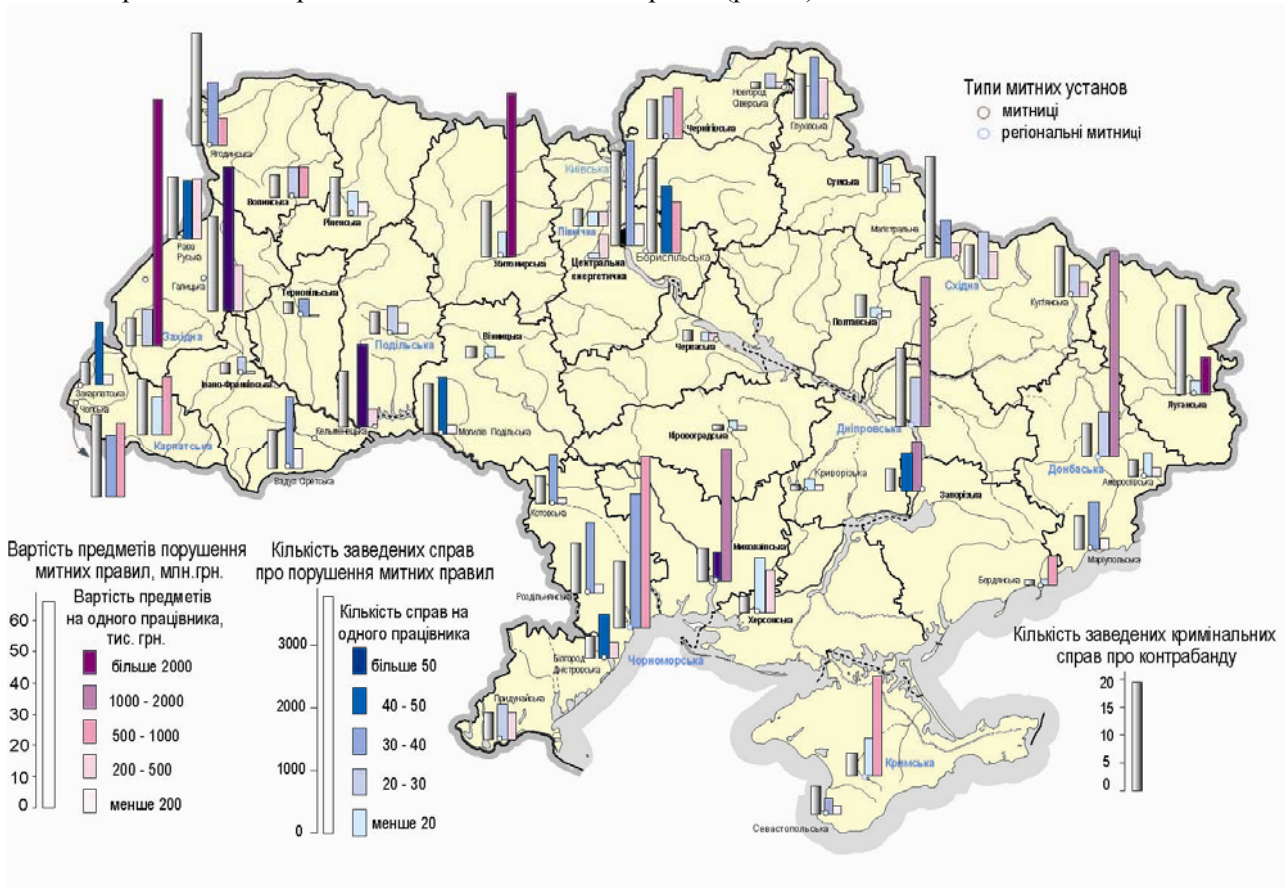 Типи митних установ
митниці
регіональні митниці
Новгород
Сіверська
Глухівська
Чернігівська
Київська
Ягодинська
Волинська
Рівненська
Сумська
Північна
Магістральна
Рава
Руська
Житомирська
Центральна
енергетична
Бориспільська
Галицька
Східна
Куп'янська
Тернопільська
Полтавська
Західна
Подільська
Вінницька
Черкаська
Івано-Франківська
Закарпатська
Луганська
Чопська
Кельменецька
Могилів Подільська
Кіровоградська
Дніпровська
Карпатська
Донбаська
Вадул Сіретська
Криворізька
Амвросіївська
Запорізька
Котовська
Миколаївська
Маріупольська
Бердянська
Роздільнянська
Херсонська
Білгород
Дністровська
Чорноморська
Придунайська
Кримська
Севастопольська
Вартість предметів порушення
митних правил, млн.грн.
Вартість предметів
на одного працівника,
тис. грн.
60
50
40
30
20
10
0
більше 2000
1000 - 2000
500 - 1000
200 - 500
менше 200
Кількість заведених справ
про порушення митних правил
Кількість справ на
одного працівника
3000
2000
1000
0
більше 50
40 - 50
30 - 40
20 - 30
менше 20
Кількість заведених кримінальних
справ про контрабанду
20
15
10
5
0